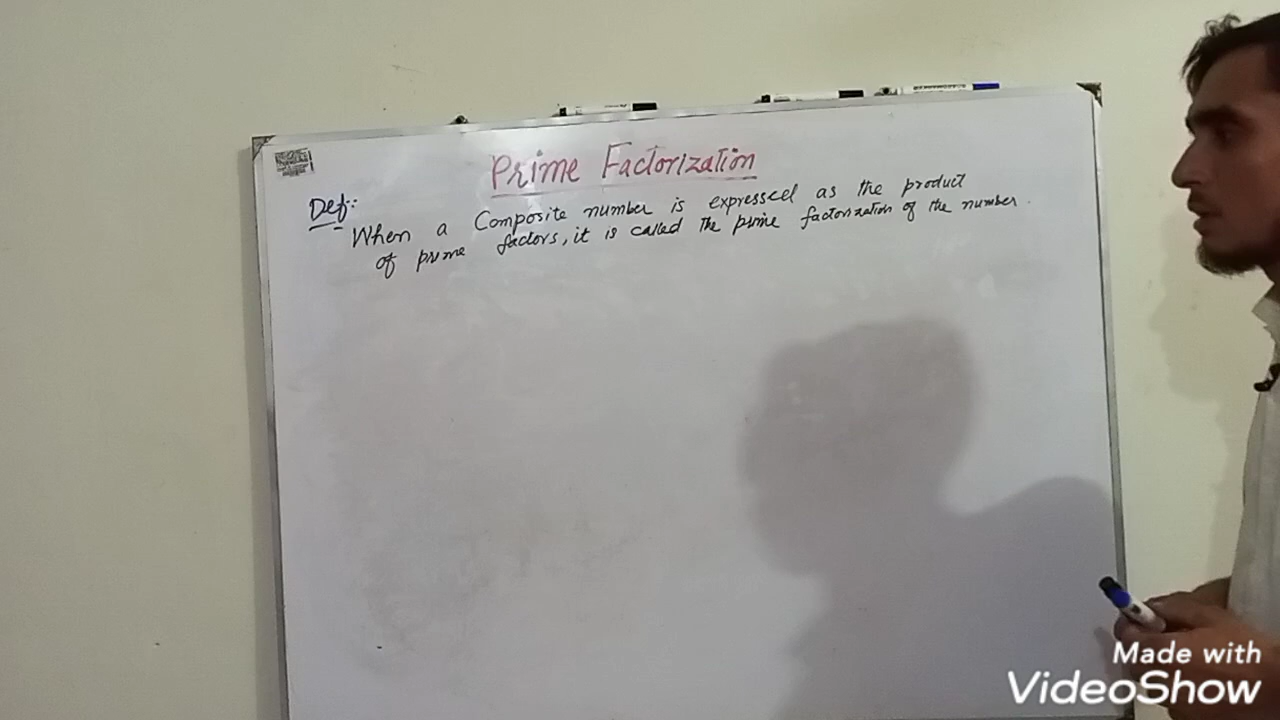 Prime Factorization
Def:
When a Composite number is expressed as the product
of prime factors, it is called the prime factorization of the number.
Made with
VideoShow